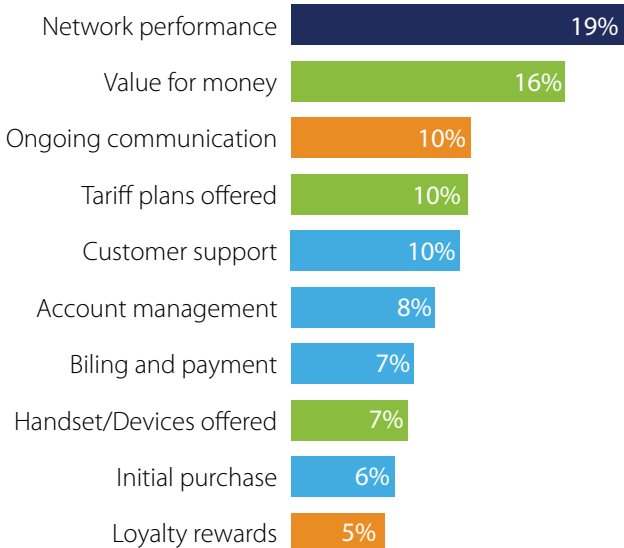 Network performance 19%
Value for money 16%
Ongoing communication 10%
Tariff plans offered 10%
Customer support 10%
Account management 8%
Biling and payment 7%
Handset/Devices offered 7%
Initial purchase 6%
Loyalty rewards 5%